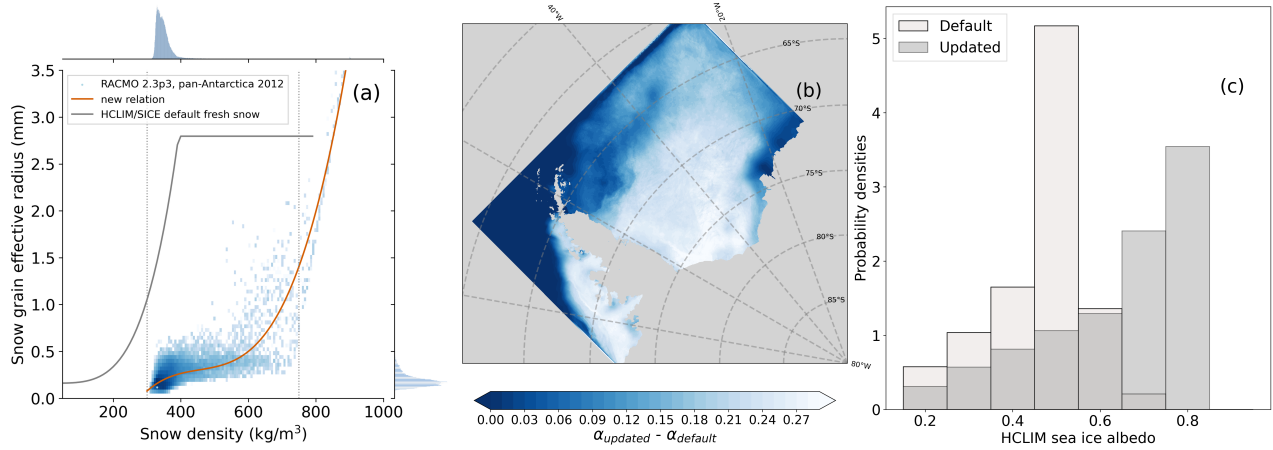 3.5
3.0
2.5
2.0
1.5
1.0
0.5
0.0
Snow grain effective radius (mm)
RACMO 2.3p3, pan-Antarctica 2012
new relation
HCLIM/SICE default fresh snow
(a)
200 400 600 800 1000
Snow density (kg/m³)
40°W
20°W
65°S
70°S
75°S
80°S
85°S
80°W
(b)
0.00 0.03 0.06 0.09 0.12 0.15 0.18 0.21 0.24 0.27
α_updated - α_default
Default
Updated
(c)
5
4
3
2
1
0
Probability densities
0.2 0.4 0.6 0.8
HCLIM sea ice albedo